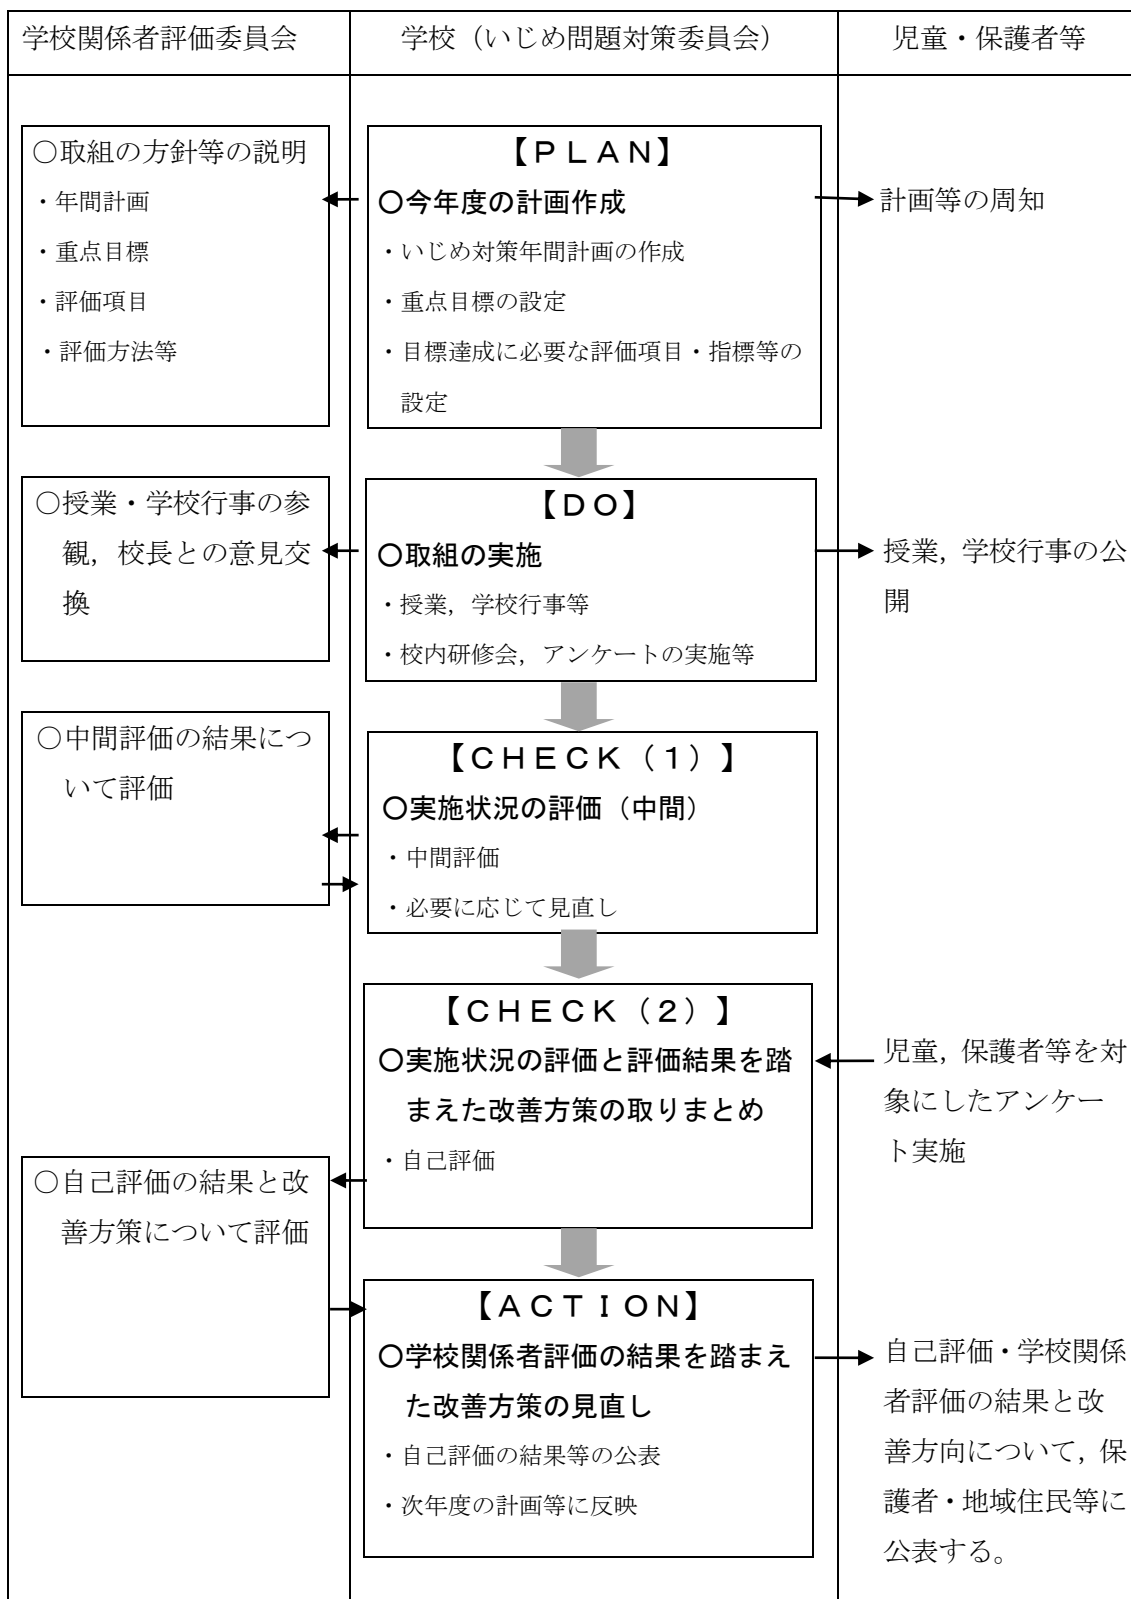 学校関係者評価委員会
学校（いじめ問題対策委員会）
児童・保護者等
○取組の方針等の説明
・年間計画
・重点目標
・評価項目
・評価方法等
【ＰＬＡＮ】
○今年度の計画作成
・いじめ対策年間計画の作成
・重点目標の設定
・目標達成に必要な評価項目・指標等の
設定
計画等の周知
○授業・学校行事の参
観，校長との意見交
換
【ＤＯ】
○取組の実施
・授業，学校行事等
・校内研修会，アンケートの実施等
授業，学校行事の公
開
○中間評価の結果につ
いて評価
【ＣＨＥＣＫ（１）】
○実施状況の評価（中間）
・中間評価
・必要に応じて見直し
【ＣＨＥＣＫ（２）】
○実施状況の評価と評価結果を踏
まえた改善方策の取りまとめ
・自己評価
児童，保護者等を対
象にしたアンケー
ト実施
○自己評価の結果と改
善方策について評価
【ＡＣＴＩＯＮ】
○学校関係者評価の結果を踏まえ
た改善方策の見直し
・自己評価の結果等の公表
・次年度の計画等に反映
自己評価・学校関係
者評価の結果と改
善方向について，保
護者・地域住民等に
公表する。